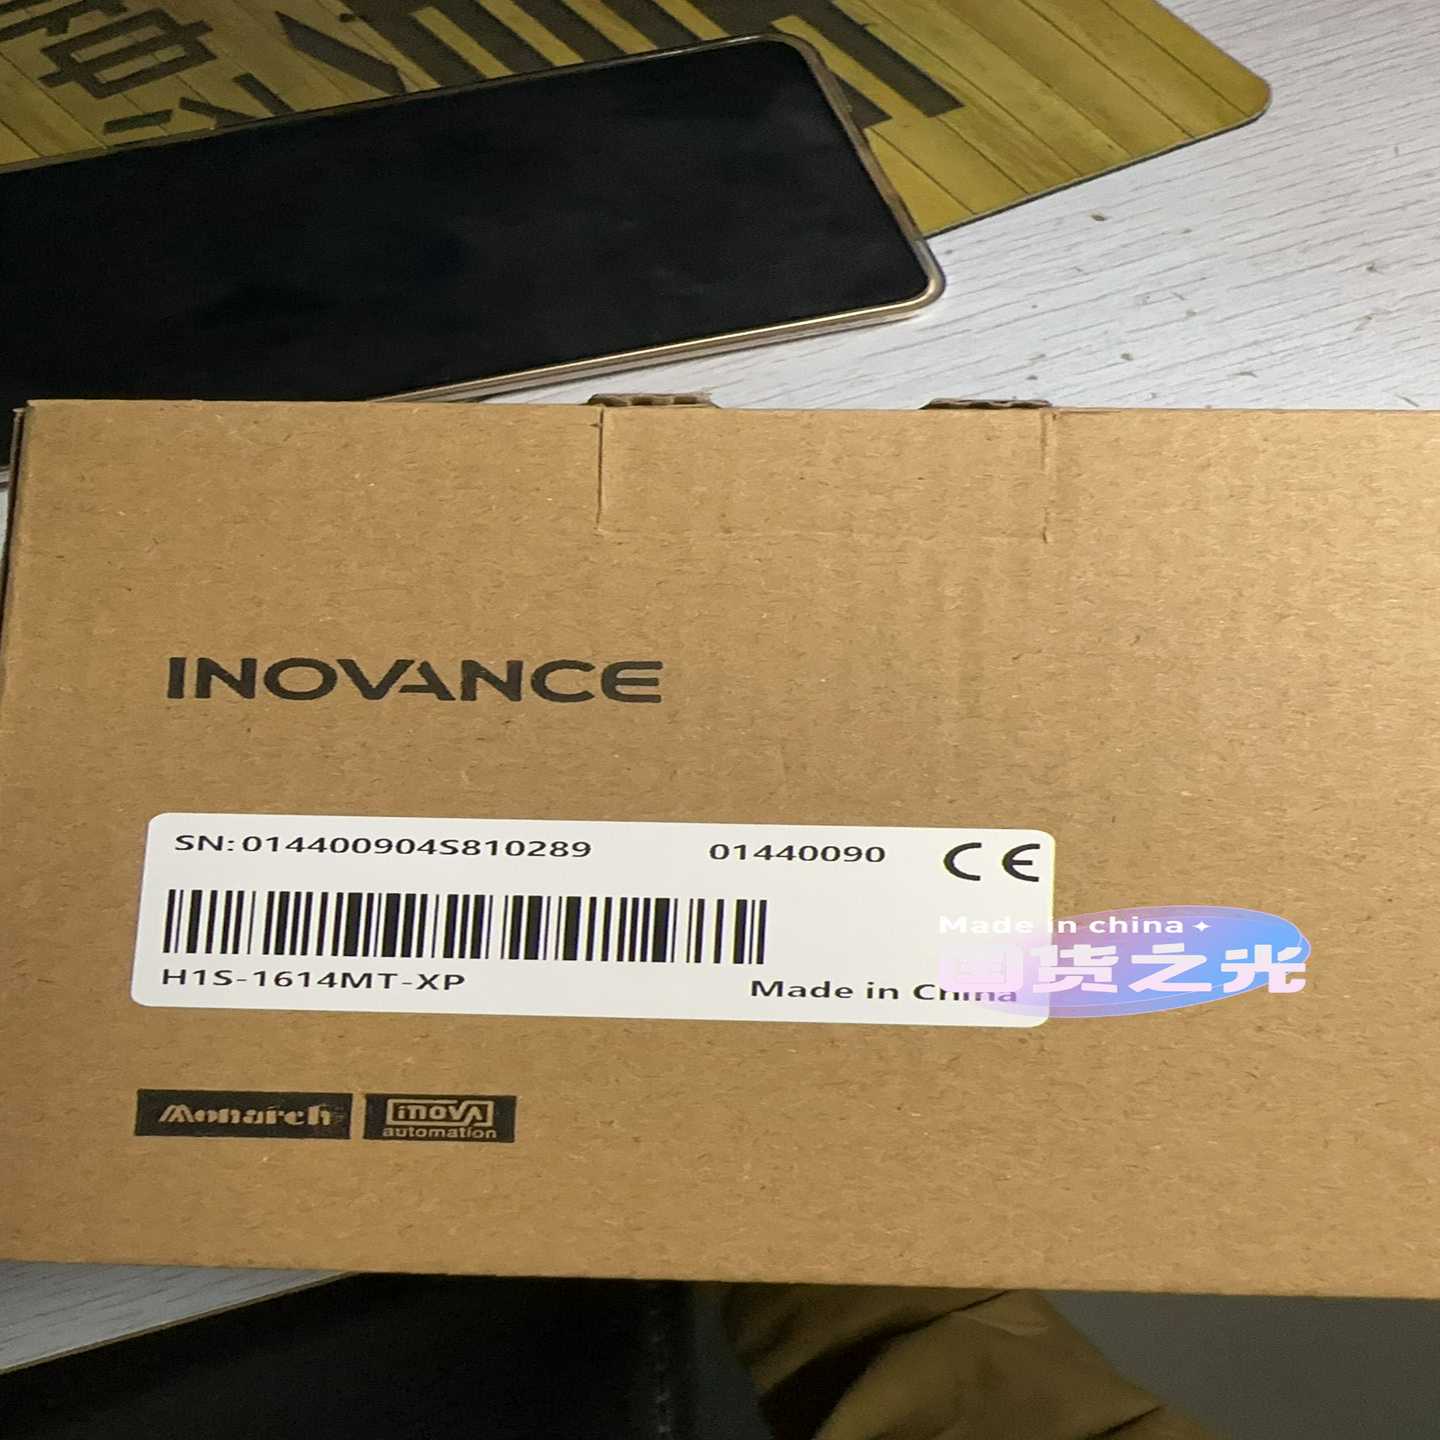 INOVANCE
SN:014400904S810289 01440090 CE
H1S-1614MT-XP
Made in China
Made in china
国货之光
Monarch
inovA
automation